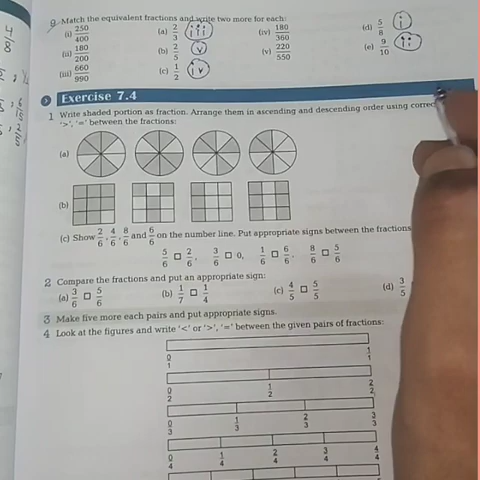 9. Match the equivalent fractions and write two more for each:
(i) 250/400 (a) 2/3 iii (iv) 180/360 (d) 5/8 i
(ii) 180/200 (b) 2/5 v (v) 220/550 (e) 9/10 ii
(iii) 660/990 (c) 1/2 iv
4/8
Exercise 7.4
1 Write shaded portion as fraction. Arrange them in ascending and descending order using correct
'>', '=' between the fractions:
(a)
(b)
(c) Show 2/6, 4/6, 8/6 and 6/6 on the number line. Put appropriate signs between the fractions
5/6 □ 2/6, 3/6 □ 0, 1/6 □ 6/6, 8/6 □ 5/6
2 Compare the fractions and put an appropriate sign:
(a) 3/6 □ 5/6 (b) 1/7 □ 1/4 (c) 4/5 □ 5/5 (d) 3/5
3 Make five more each pairs and put appropriate signs.
4 Look at the figures and write '<' or '>', '=' between the given pairs of fractions:
0/1 1/1
0/2 1/2 2/2
0/3 1/3 2/3 3/3
0/4 1/4 2/4 3/4 4/4